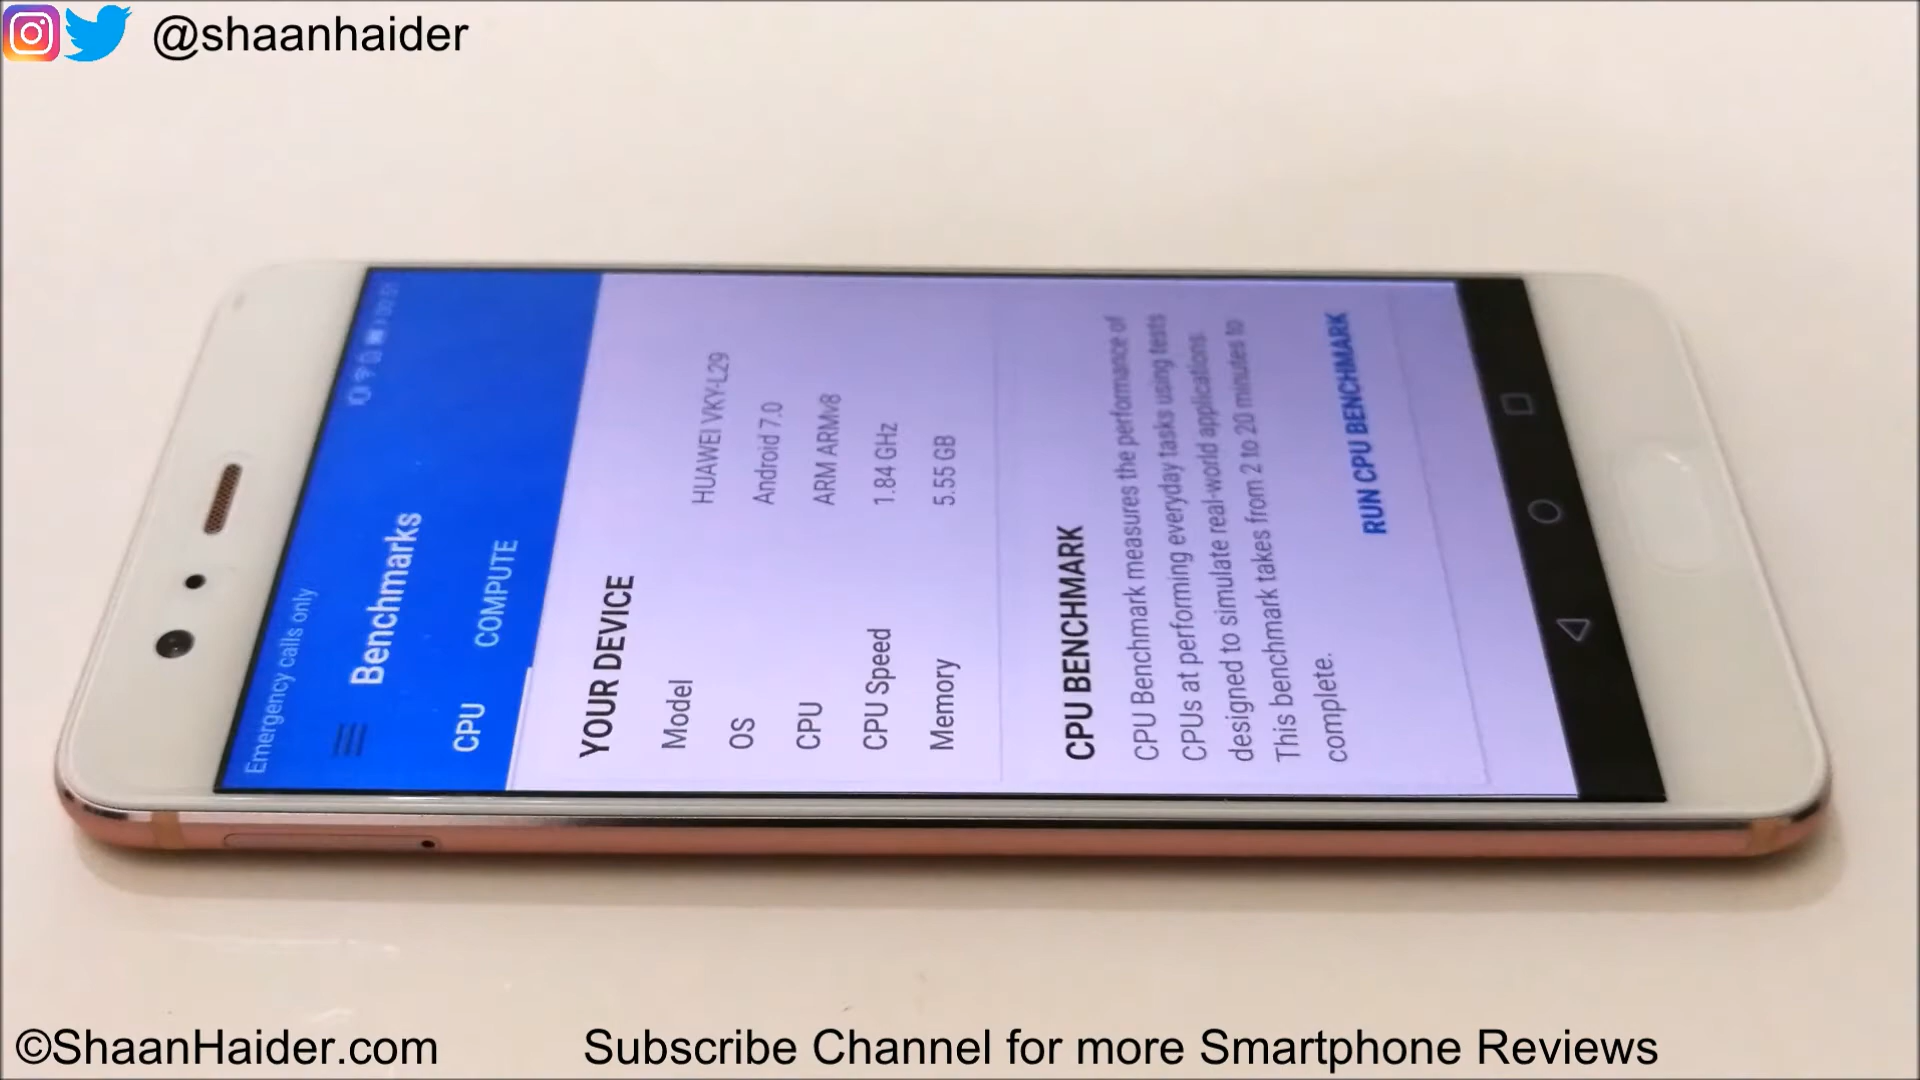 @shaanhaider
Emergency calls only
Benchmarks
CPU COMPUTE
YOUR DEVICE
Model HUAWEI VKY-L29
OS Android 7.0
CPU ARM ARMv8
CPU Speed 1.84 GHz
Memory 5.55 GB
CPU BENCHMARK
CPU Benchmark measures the performance of
CPUs at performing everyday tasks using tests
designed to simulate real-world applications.
This benchmark takes from 2 to 20 minutes to
complete.
RUN CPU BENCHMARK
©ShaanHaider.com
Subscribe Channel for more Smartphone Reviews